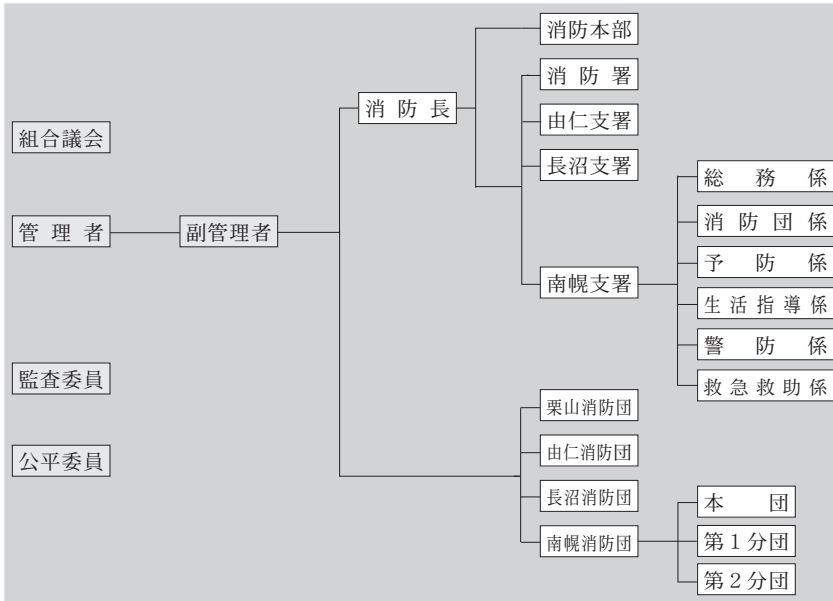 組合議会
管理者
監査委員
公平委員
副管理者
消防長
消防本部
消防署
由仁支署
長沼支署
南幌支署
総務係
消防団係
予防係
生活指導係
警防係
救急救助係
栗山消防団
由仁消防団
長沼消防団
南幌消防団
本団
第1分団
第2分団